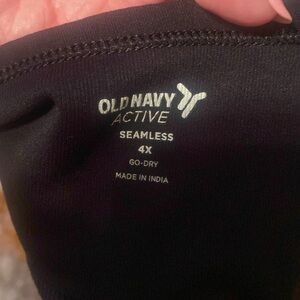 OLD NAVY
ACTIVE
SEAMLESS
4X
GO-DRY
MADE IN INDIA